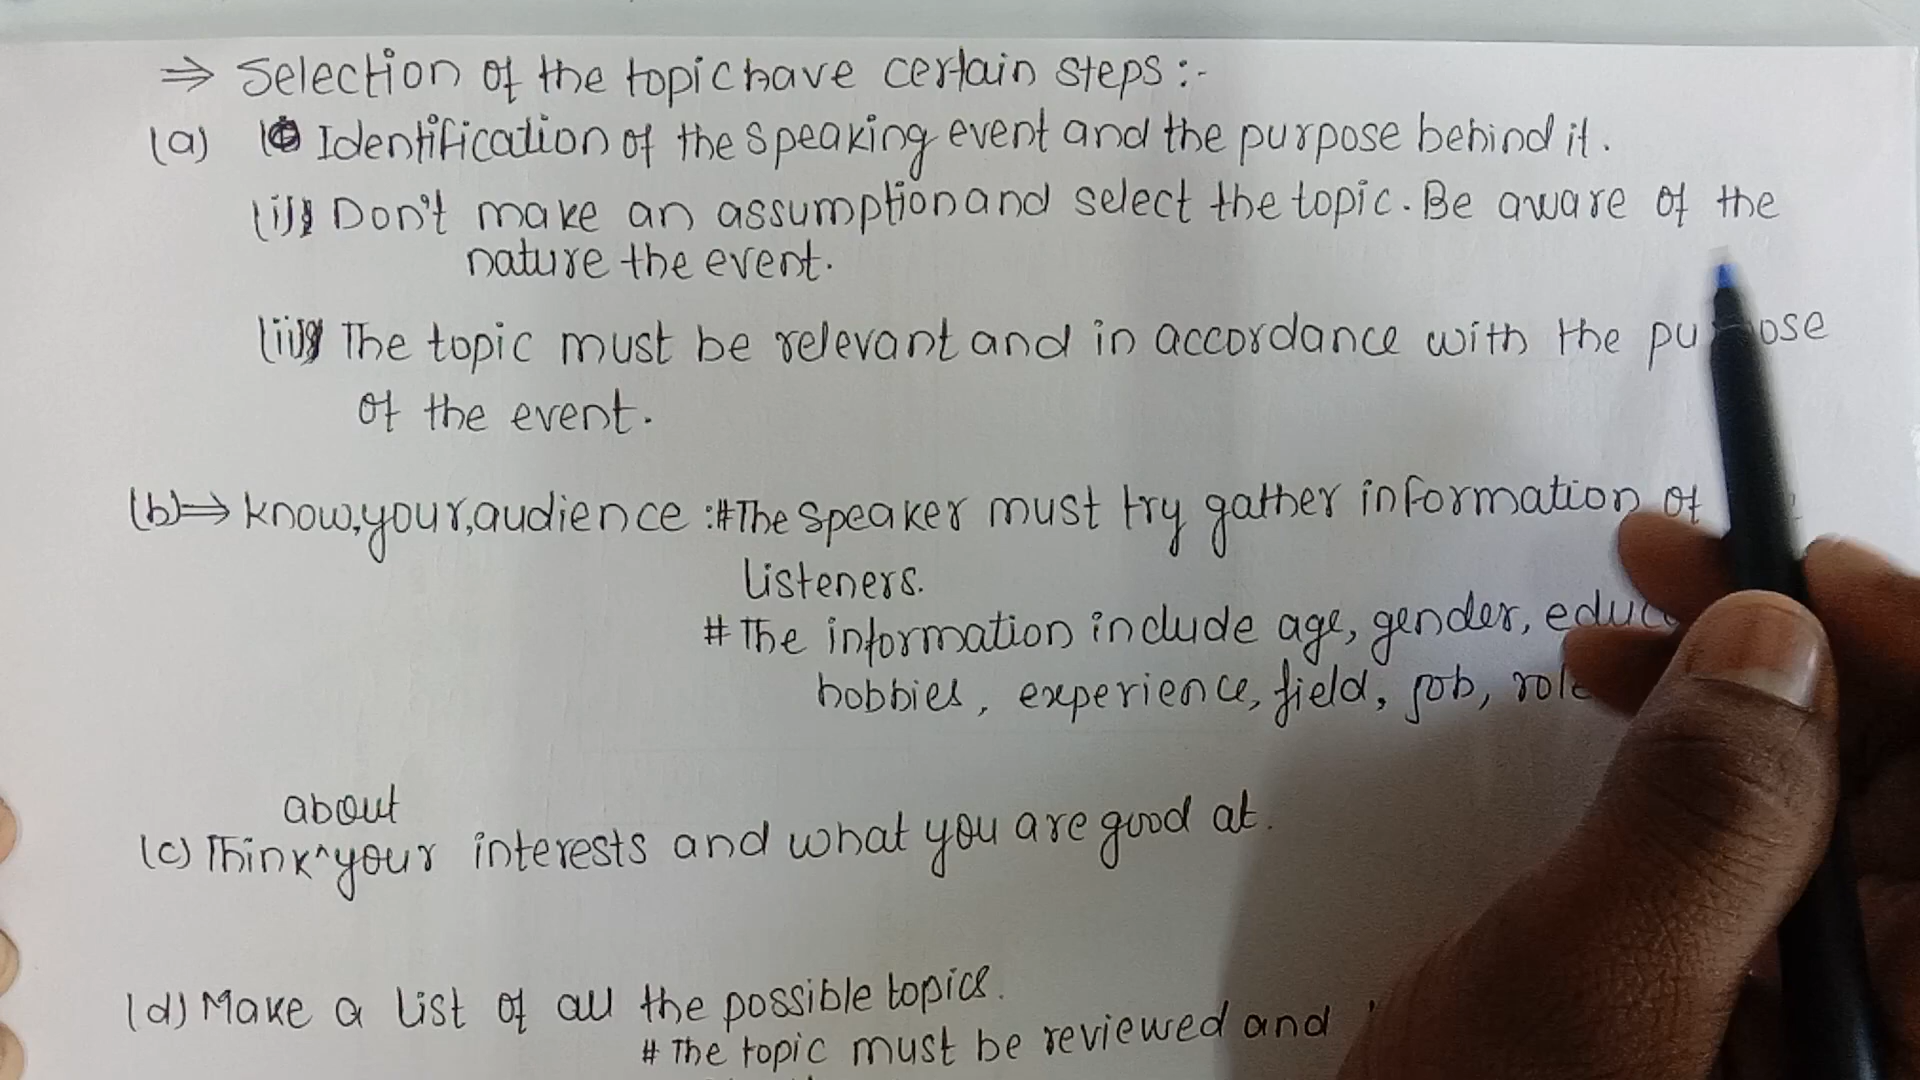 ⇒ Selection of the topic have certain steps :-
(a) (i) Identification of the speaking event and the purpose behind it.
(ii) Don't make an assumption and select the topic. Be aware of the
nature the event.
(iii) The topic must be relevant and in accordance with the
of the event.
(b)⇒ know,your,audience :#The speaker must try gather information of
listeners.
# The information include age, gender,
hobbies, experience, field, job,
about
(c) Think^your interests and what you are good at.
(d) Make a list of all the possible topics.
# The topic must be reviewed and